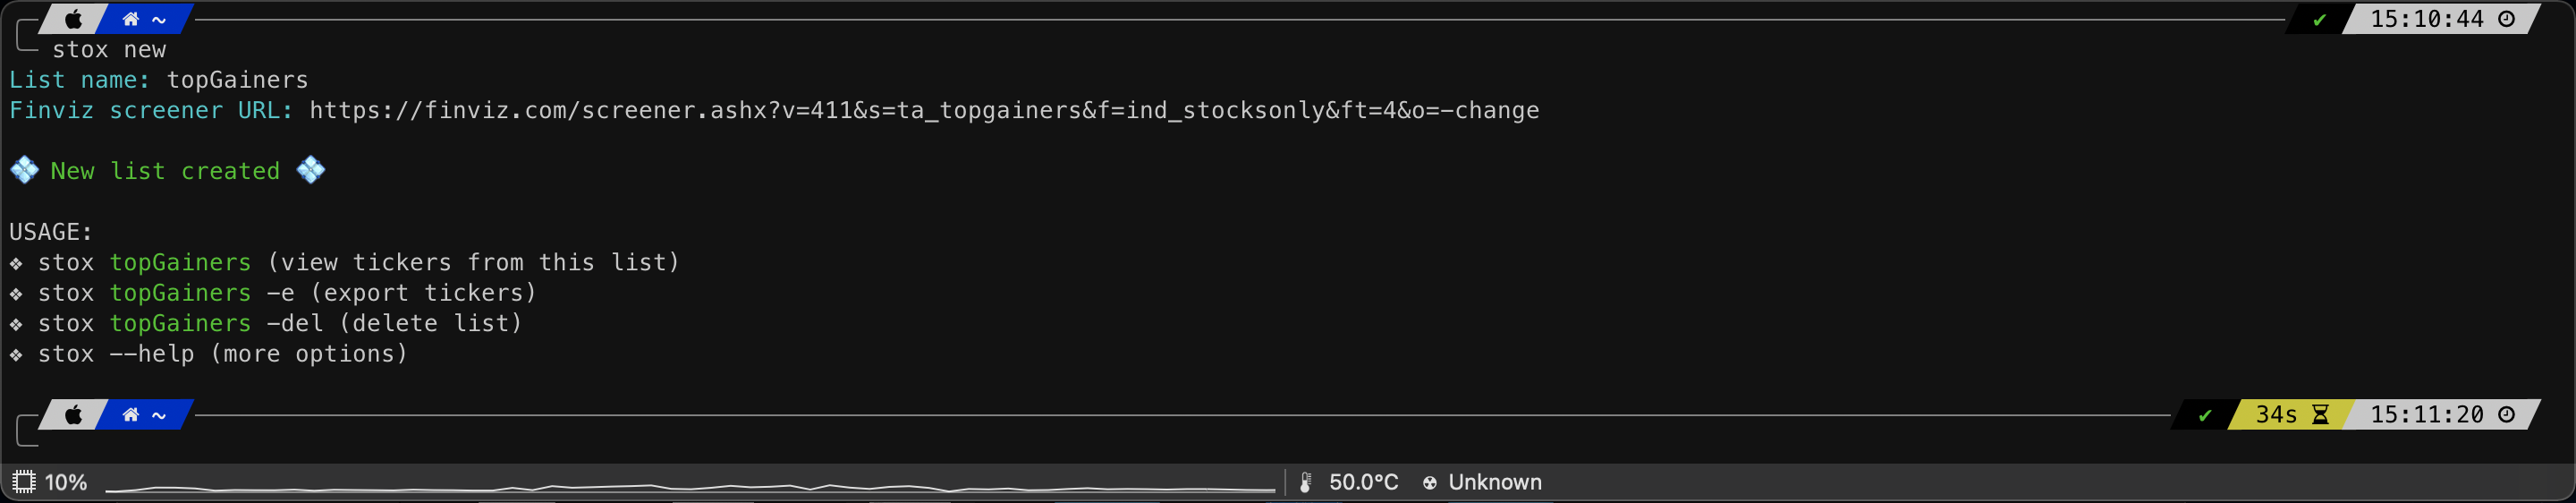 ~ ✔ 15:10:44
stox new
List name: topGainers
Finviz screener URL: https://finviz.com/screener.ashx?v=411&s=ta_topgainers&f=ind_stocksonly&ft=4&o=-change
💠 New list created 💠
USAGE:
❖ stox topGainers (view tickers from this list)
❖ stox topGainers -e (export tickers)
❖ stox topGainers -del (delete list)
❖ stox --help (more options)
~ ✔ 34s 15:11:20
10% 50.0°C Unknown